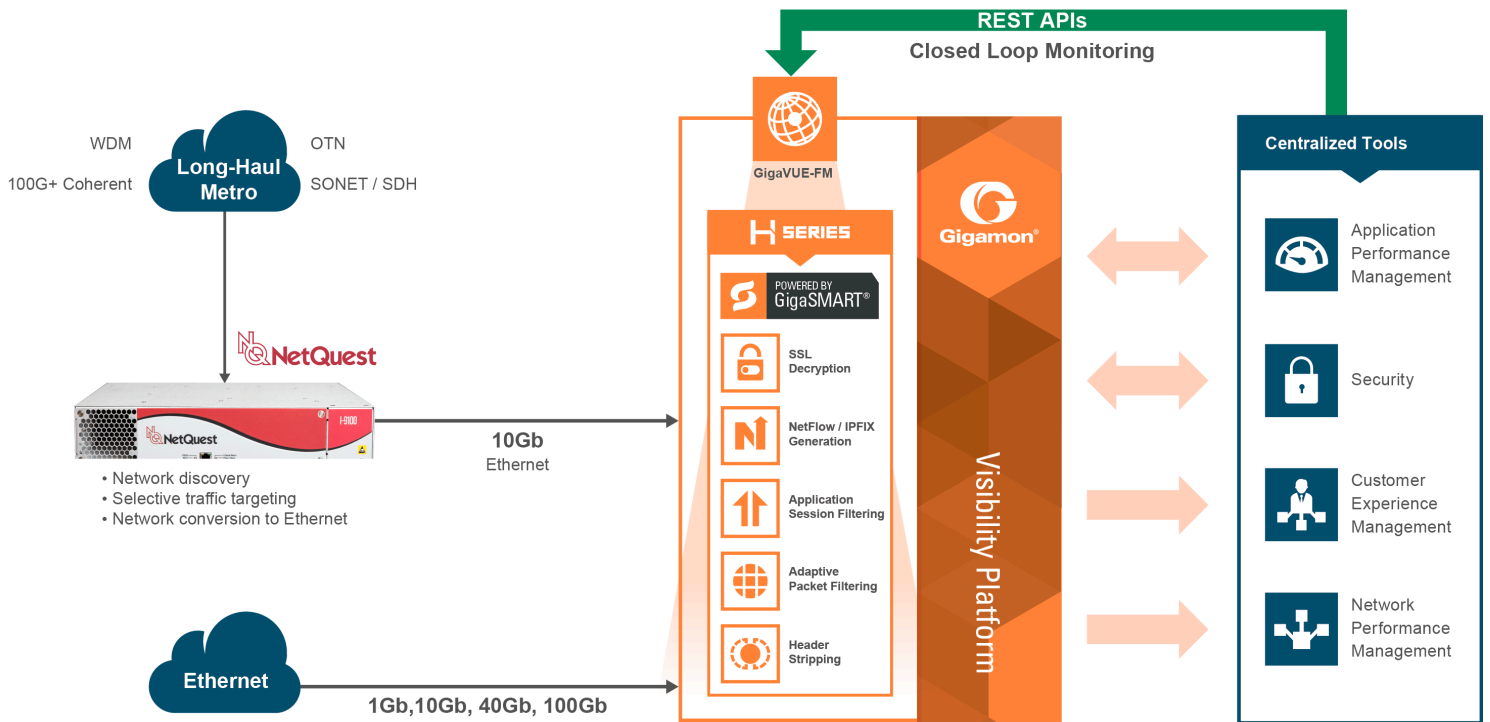 REST APIs
Closed Loop Monitoring
WDM
OTN
100G+ Coherent
Long-Haul
Metro
SONET / SDH
NetQuest
NetQuest
I-9100
• Network discovery
• Selective traffic targeting
• Network conversion to Ethernet
10Gb
Ethernet
Ethernet
1Gb,10Gb, 40Gb, 100Gb
GigaVUE-FM
H SERIES
POWERED BY
GigaSMART®
SSL
Decryption
NetFlow / IPFIX
Generation
Application
Session Filtering
Adaptive
Packet Filtering
Header
Stripping
Gigamon®
Visibility Platform
Centralized Tools
Application
Performance
Management
Security
Customer
Experience
Management
Network
Performance
Management